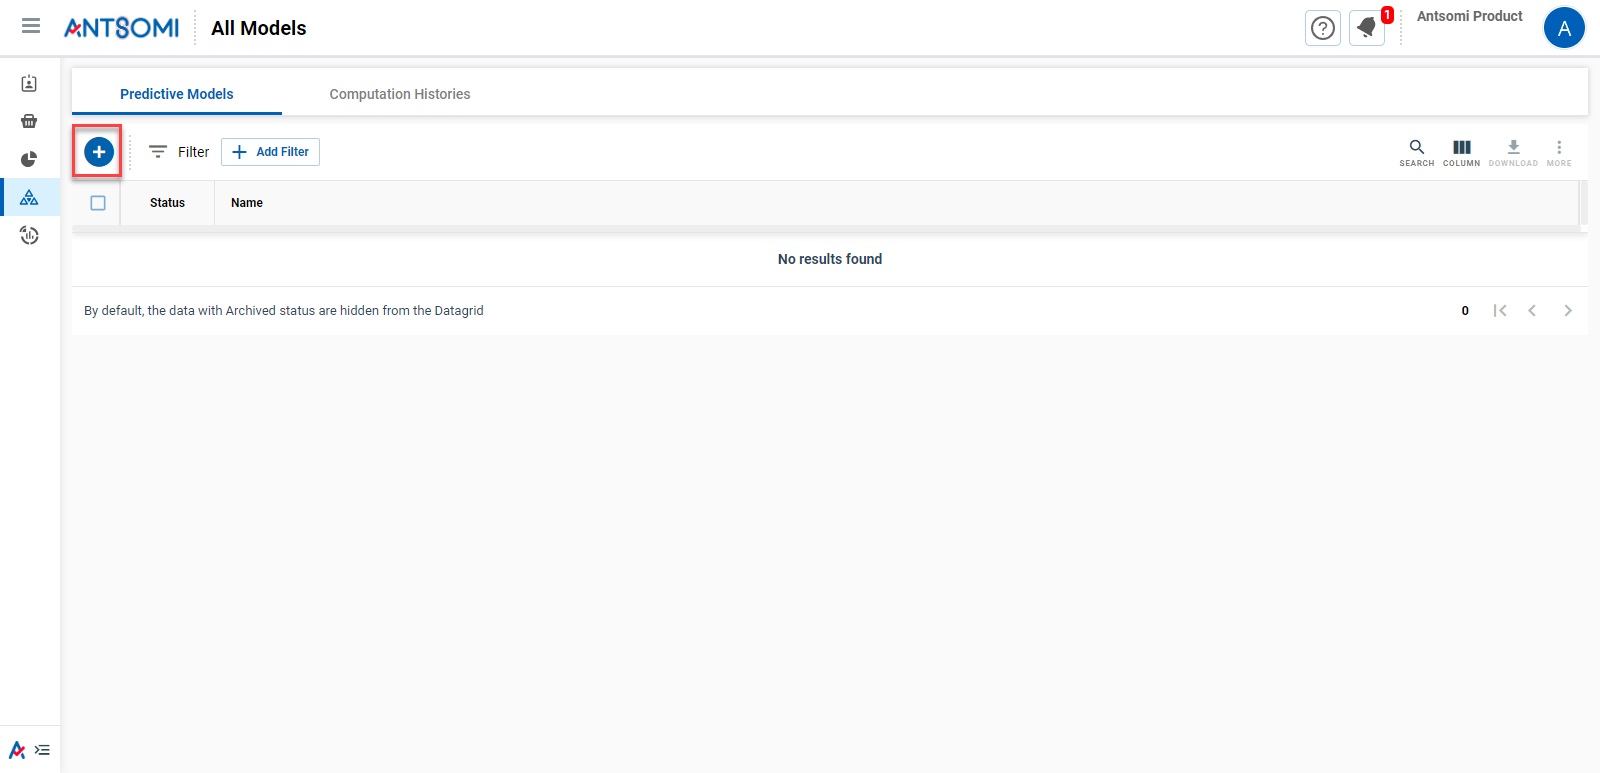 ANTSOMI
All Models
1
Antsomi Product
A
Predictive Models
Computation Histories
Filter
Add Filter
SEARCH
COLUMN
DOWNLOAD
MORE
Status
Name
No results found
By default, the data with Archived status are hidden from the Datagrid
0